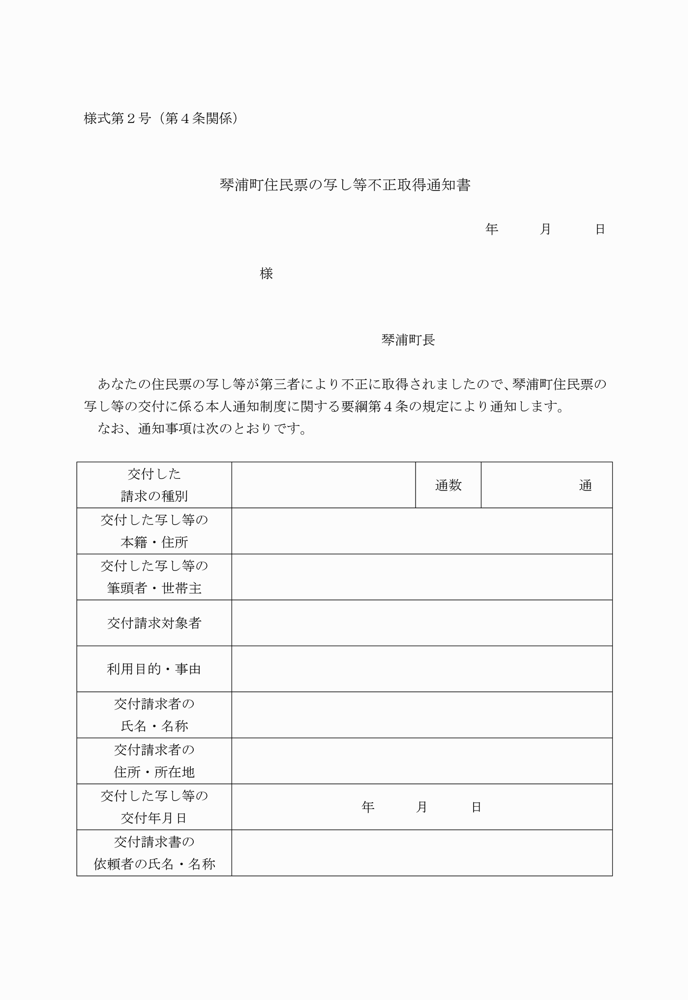 様式第２号（第４条関係）
琴浦町住民票の写し等不正取得通知書
年　　　月　　　日
様
琴浦町長
　あなたの住民票の写し等が第三者により不正に取得されましたので、琴浦町住民票の
写し等の交付に係る本人通知制度に関する要綱第４条の規定により通知します。
　なお、通知事項は次のとおりです。
交付した
請求の種別
通数
通
交付した写し等の
本籍・住所
交付した写し等の
筆頭者・世帯主
交付請求対象者
利用目的・事由
交付請求者の
氏名・名称
交付請求者の
住所・所在地
交付した写し等の
交付年月日
年　　　月　　　日
交付請求書の
依頼者の氏名・名称